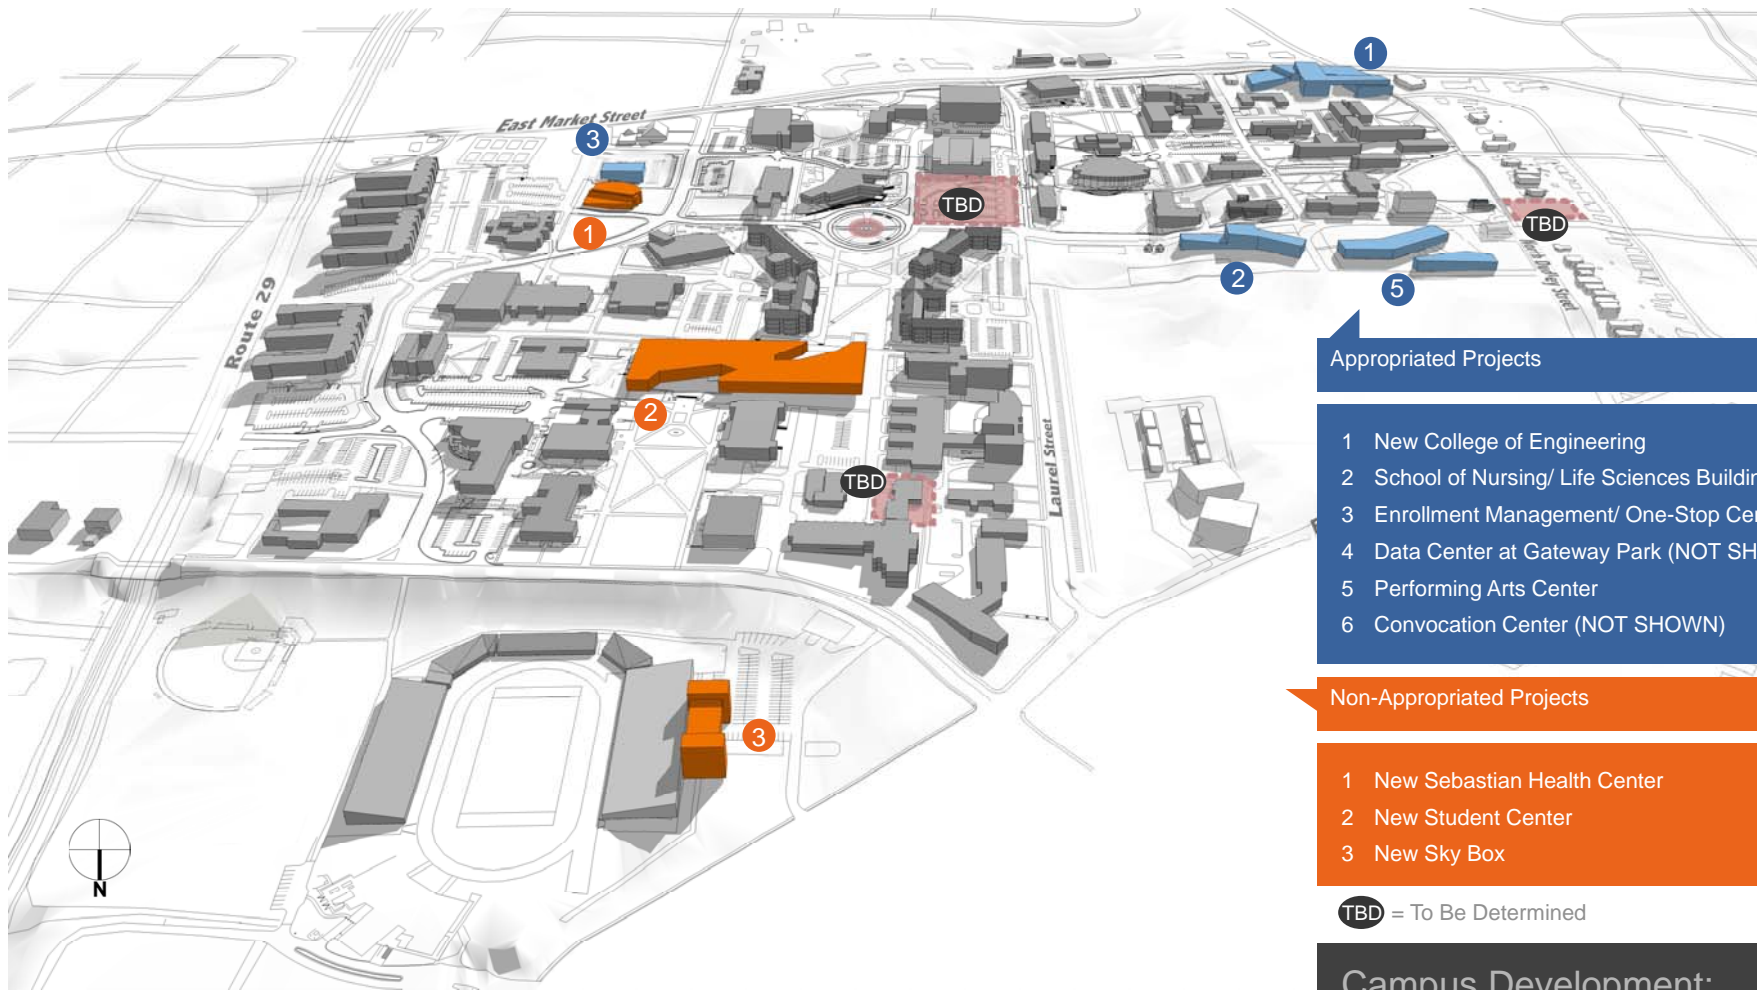 1
East Market Street
3
TBD
TBD
1
2
5
Route 29
Appropriated Projects
2
1 New College of Engineering
2 School of Nursing/ Life Sciences
3 Enrollment Management/ One-Stop
4 Data Center at Gateway Park (NOT
5 Performing Arts Center
6 Convocation Center (NOT SHOWN)
TBD
Laurel Street
Non-Appropriated Projects
3
1 New Sebastian Health Center
2 New Student Center
3 New Sky Box
N
TBD = To Be Determined
Campus Development: